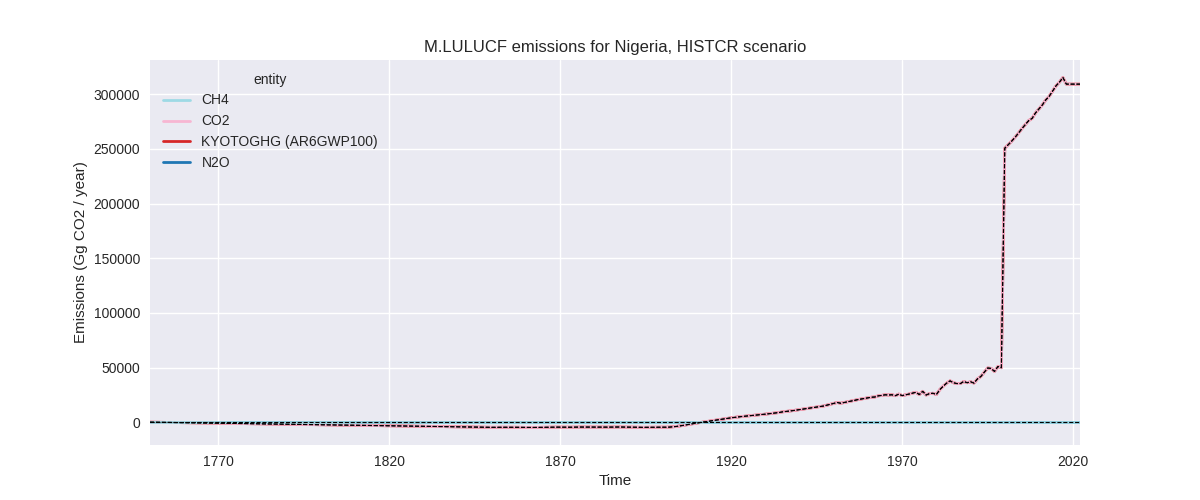 M.LULUCF emissions for Nigeria, HISTCR scenario
entity
CH4
CO2
KYOTOGHG (AR6GWP100)
N2O
Emissions (Gg CO2 / year)
300000
250000
200000
150000
100000
50000
0
1770 1820 1870 1920 1970 2020
Time